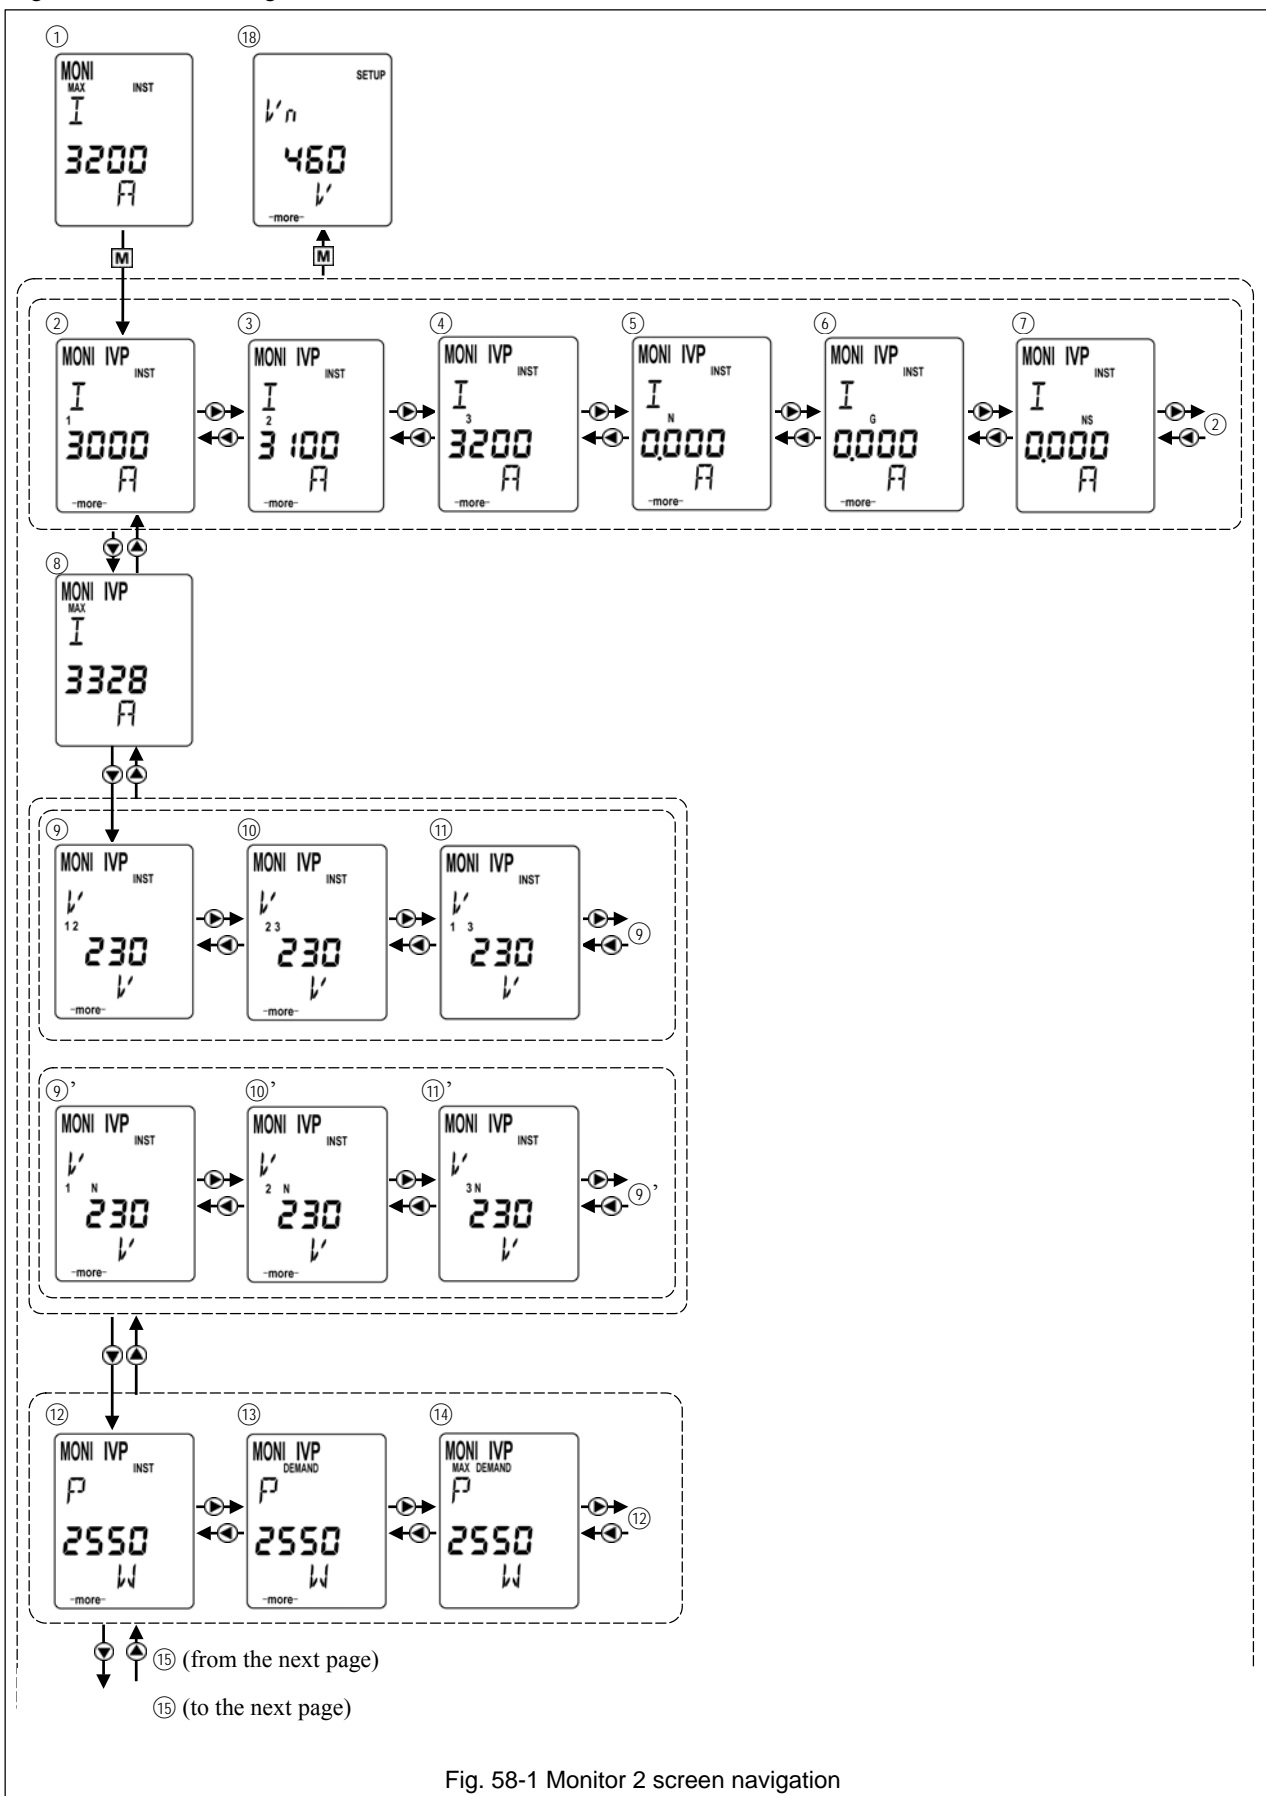 ① ⑱
MONI
MAX INST
I
3200
A
SETUP
Vn
460
V
-more-
M M
② ③ ④ ⑤ ⑥ ⑦
MONI IVP
INST
I
1
3000
A
-more-
MONI IVP
INST
I
2
3100
A
-more-
MONI IVP
INST
I
3
3200
A
-more-
MONI IVP
INST
I
N
0.000
A
-more-
MONI IVP
INST
I
G
0.000
A
-more-
MONI IVP
INST
I
NS
0.000
A
②
⑧
MONI IVP
MAX
I
3328
A
⑨ ⑩ ⑪
MONI IVP
INST
V
12
230
V
-more-
MONI IVP
INST
V
23
230
V
-more-
MONI IVP
INST
V
1 3
230
V
⑨
⑨’ ⑩’ ⑪’
MONI IVP
INST
V
1 N
230
V
-more-
MONI IVP
INST
V
2 N
230
V
-more-
MONI IVP
INST
V
3 N
230
V
⑨’
⑫ ⑬ ⑭
MONI IVP
INST
P
2550
W
-more-
MONI IVP
DEMAND
P
2550
W
-more-
MONI IVP
MAX DEMAND
P
2550
W
⑫
⑮ (from the next page)
⑮ (to the next page)
Fig. 58-1 Monitor 2 screen navigation